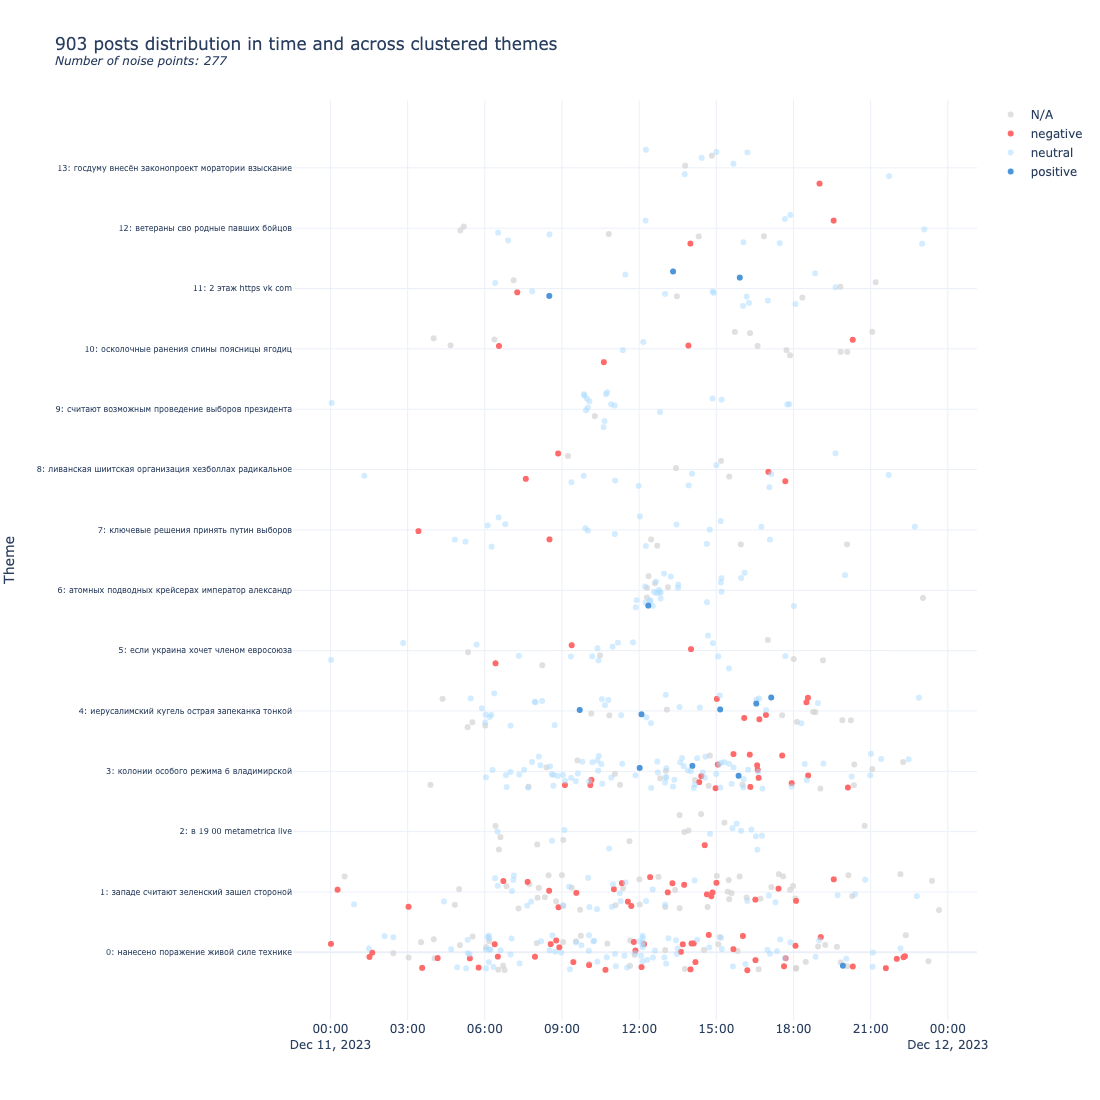 903 posts distribution in time and across clustered themes
Number of noise points: 277
N/A
negative
neutral
positive
13: госдуму внесён законопроект моратории взыскание
12: ветераны сво родные павших бойцов
11: 2 этаж https vk com
10: осколочные ранения спины поясницы ягодиц
9: считают возможным проведение выборов президента
8: ливанская шиитская организация хезболлах радикальное
7: ключевые решения принять путин выборов
6: атомных подводных крейсерах император александр
5: если украина хочет членом евросоюза
4: иерусалимский кугель острая запеканка тонкой
3: колонии особого режима 6 владимирской
2: в 19 00 metametrica live
1: западе считают зеленский зашел стороной
0: нанесено поражение живой силе технике
Theme
00:00 03:00 06:00 09:00 12:00 15:00 18:00 21:00 00:00
Dec 11, 2023 Dec 12, 2023